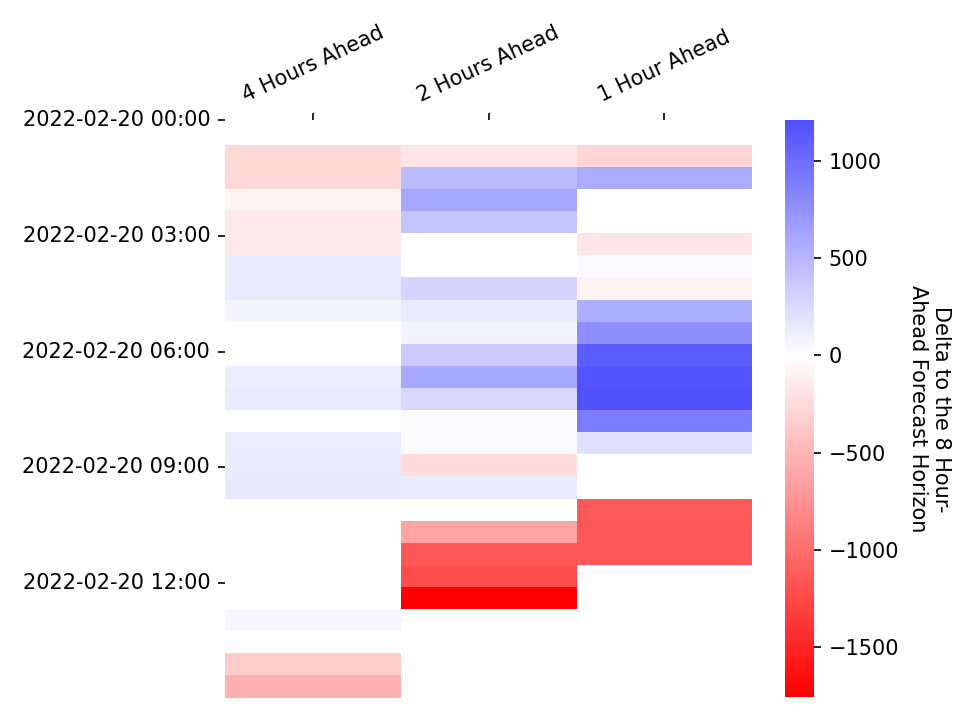 4 Hours Ahead
2 Hours Ahead
1 Hour Ahead
2022-02-20 00:00
2022-02-20 03:00
2022-02-20 06:00
2022-02-20 09:00
2022-02-20 12:00
1000
500
0
−500
−1000
−1500
Delta to the 8 Hour-
Ahead Forecast Horizon